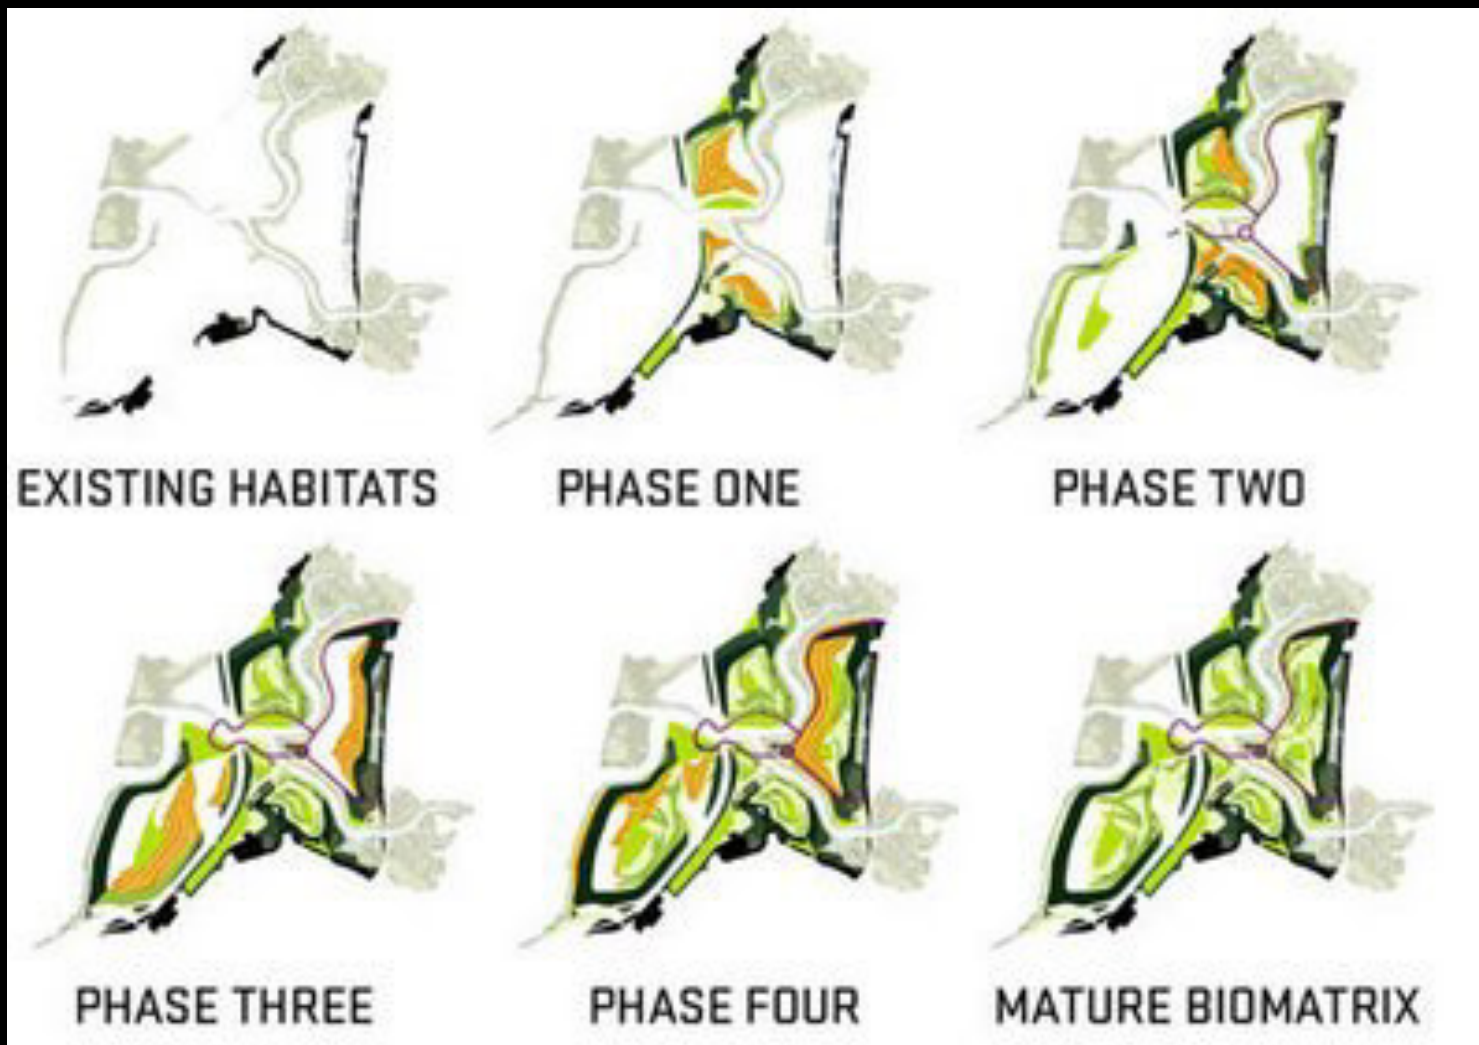 EXISTING HABITATS
PHASE ONE
PHASE TWO
PHASE THREE
PHASE FOUR
MATURE BIOMATRIX